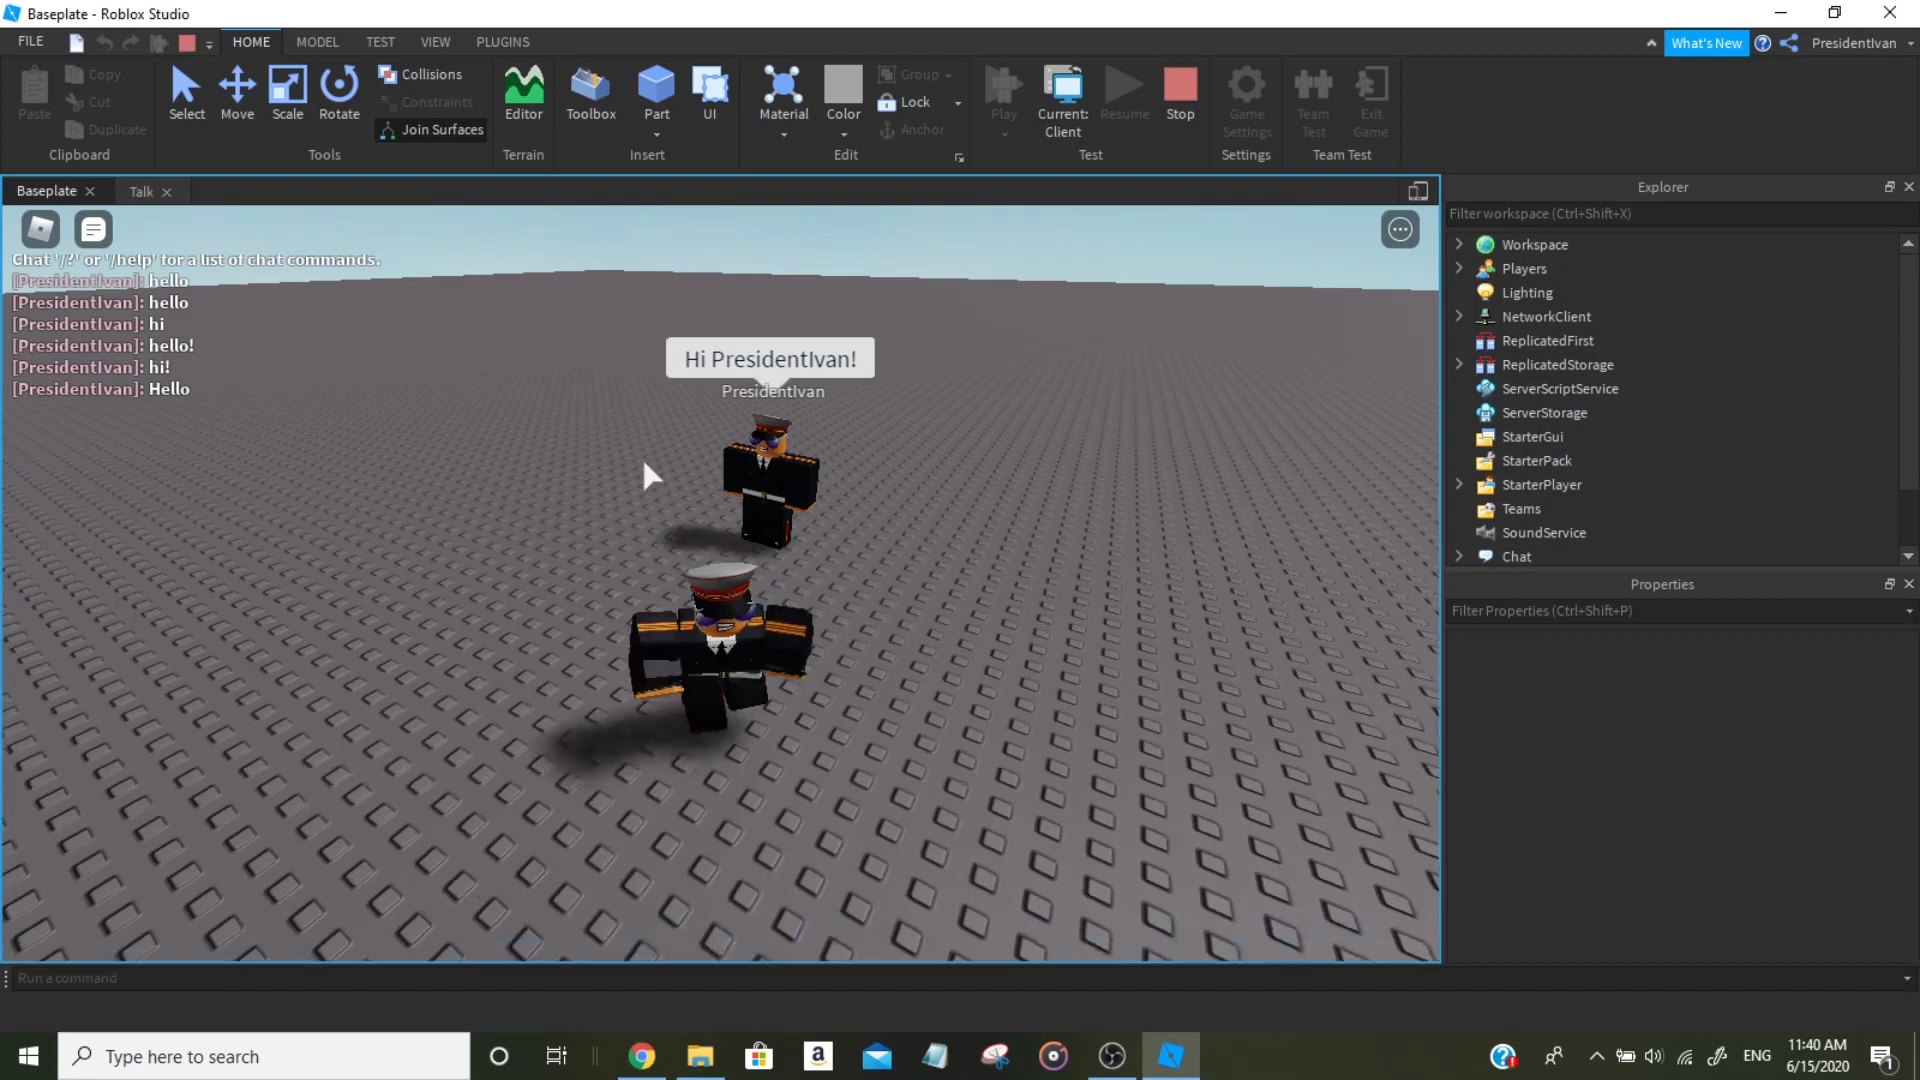 Baseplate - Roblox Studio
FILE HOME MODEL TEST VIEW PLUGINS What's New PresidentIvan
Paste Copy Cut Duplicate Clipboard
Select Move Scale Rotate Collisions Constraints Join Surfaces Tools
Editor Terrain
Toolbox Part UI Insert
Material Color Group Lock Anchor Edit
Play Current: Client Resume Stop Test
Game Settings Settings
Team Test Exit Game Team Test
Baseplate Talk
Chat '/?' or '/help' for a list of chat commands.
[PresidentIvan]: hello
[PresidentIvan]: hello
[PresidentIvan]: hi
[PresidentIvan]: hello!
[PresidentIvan]: hi!
[PresidentIvan]: Hello
Hi PresidentIvan!
PresidentIvan
Explorer
Filter workspace (Ctrl+Shift+X)
Workspace
Players
Lighting
NetworkClient
ReplicatedFirst
ReplicatedStorage
ServerScriptService
ServerStorage
StarterGui
StarterPack
StarterPlayer
Teams
SoundService
Chat
Properties
Filter Properties (Ctrl+Shift+P)
Run a command
Type here to search
ENG
11:40 AM
6/15/2020
1